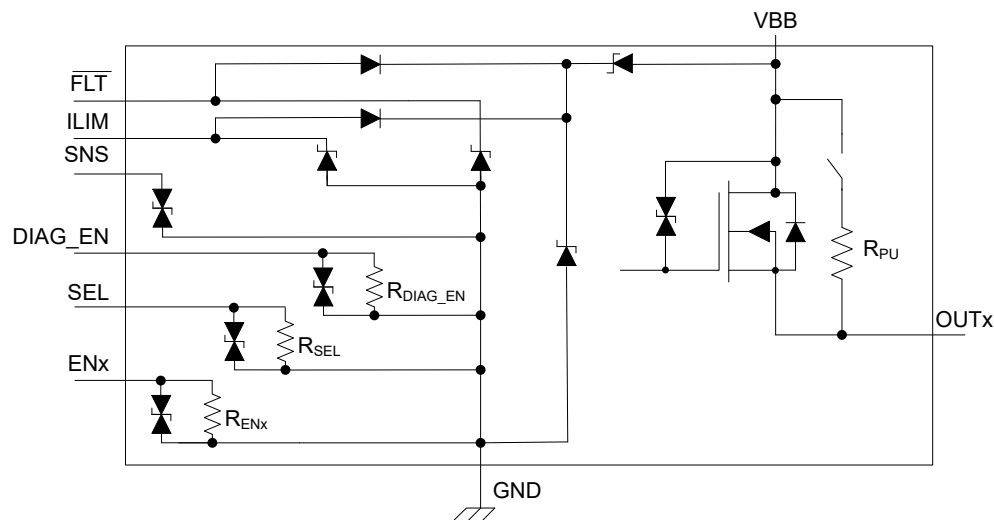 VBB
FLT
ILIM
SNS
DIAG_EN
RDIAG_EN
RPU
SEL
RSEL
OUTx
ENx
RENx
GND